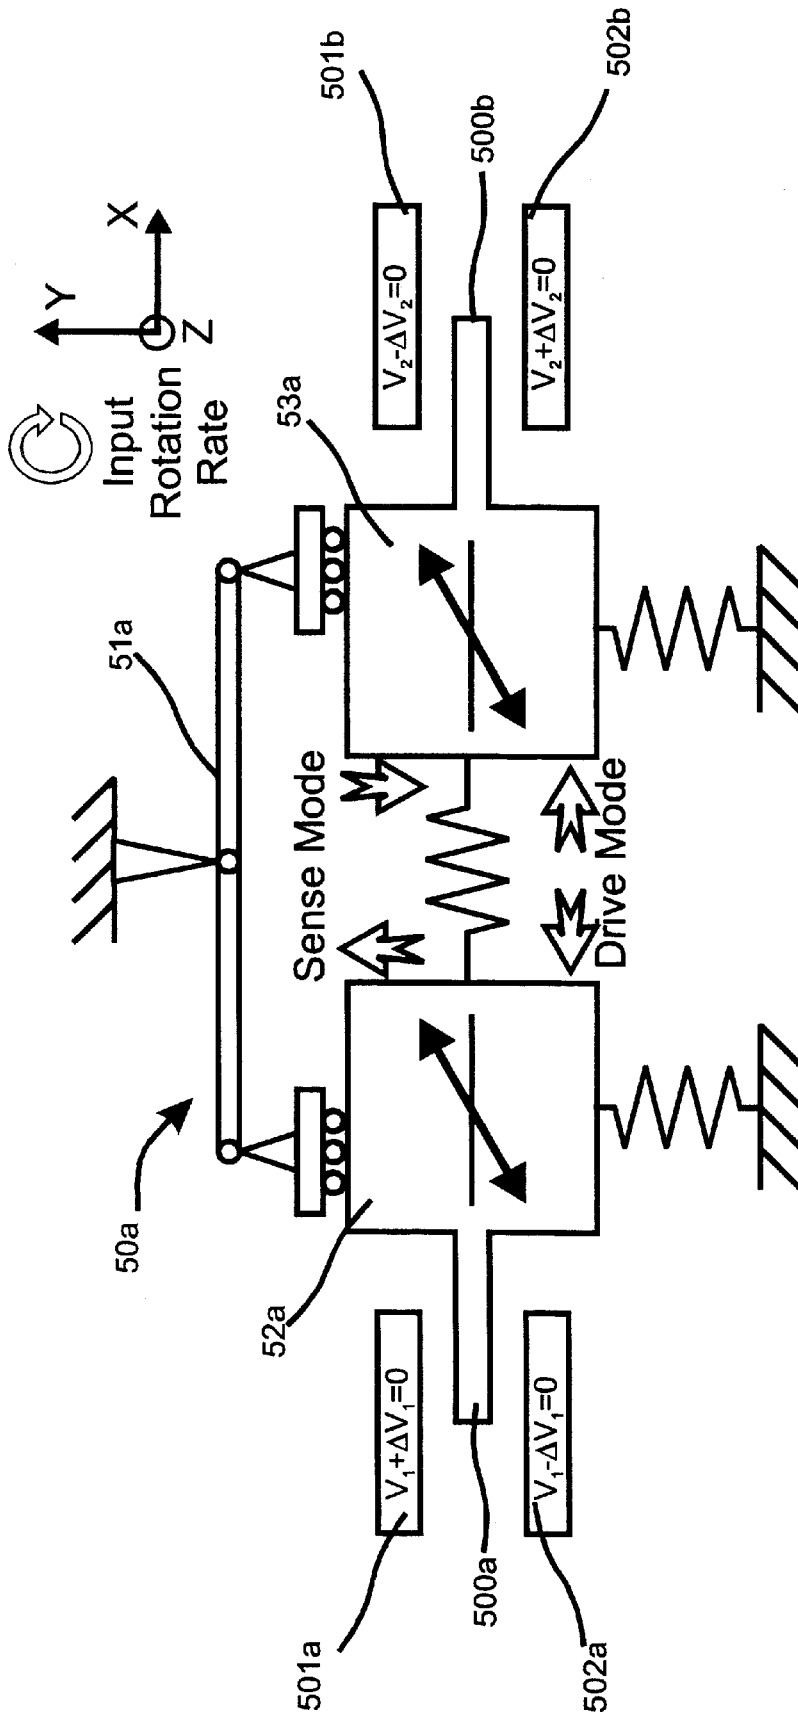 50a
51a
Input
Rotation
Rate
Y
X
Z
52a
Sense Mode
53a
501b
501a
V₁+ΔV₁=0
V₂-ΔV₂=0
500a
500b
502a
V₁-ΔV₁=0
Drive Mode
V₂+ΔV₂=0
502b